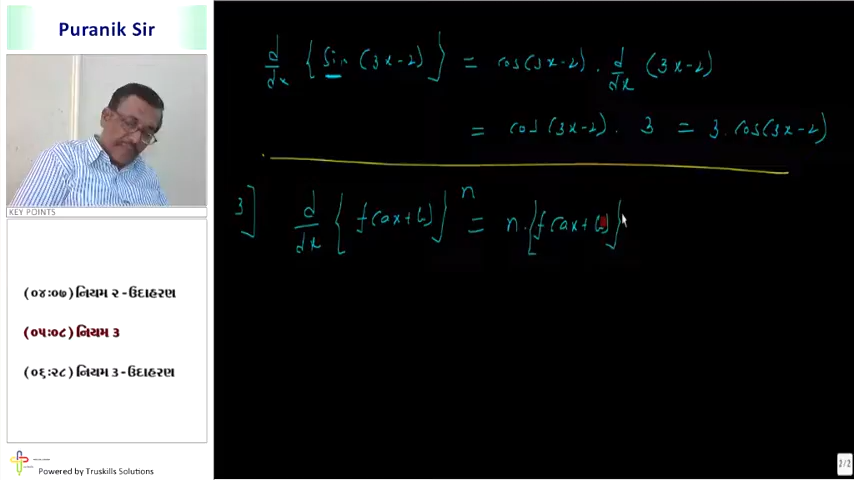 Puranik Sir
d/dx { sin (3x-2) } = cos(3x-2) . d/dx (3x-2)
= cos(3x-2) . 3 = 3 . cos(3x-2)
KEY POINTS
3] d/dx { f(ax+b) }^n = n.{f(ax+b)}
(૦૪:૦૭) નિયમ ૨ - ઉદાહરણ
(૦૫:૦૮) નિયમ 3
(૦૬:૨૮) નિયમ 3 - ઉદાહરણ
Powered by Truskills Solutions
2/2